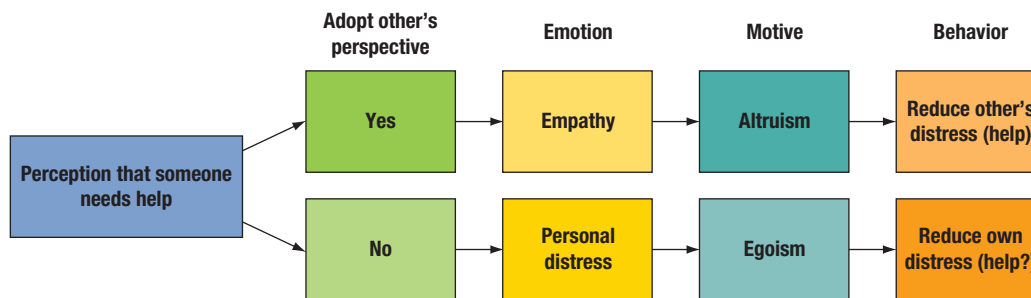 Adopt other's
perspective
Emotion
Motive
Behavior
Perception that someone
needs help
Yes
Empathy
Altruism
Reduce other's
distress (help)
No
Personal
distress
Egoism
Reduce own
distress (help?)